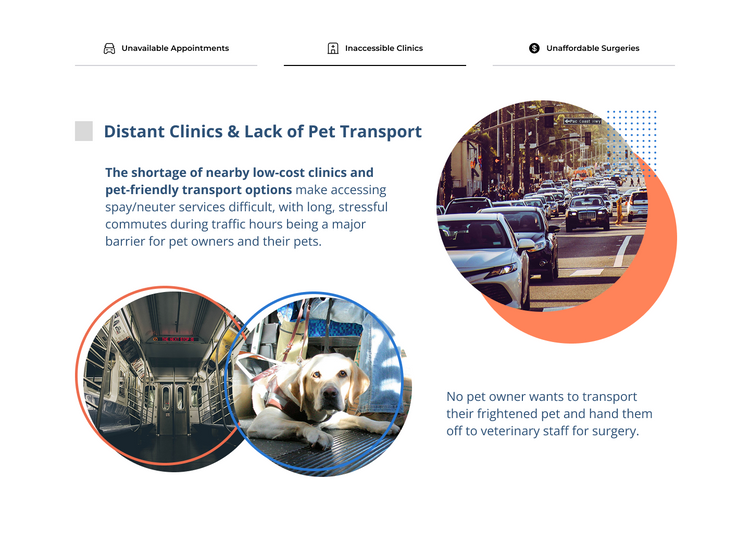 Unavailable Appointments
Inaccessible Clinics
Unaffordable Surgeries
Distant Clinics & Lack of Pet Transport
The shortage of nearby low-cost clinics and
pet-friendly transport options make accessing
spay/neuter services difficult, with long, stressful
commutes during traffic hours being a major
barrier for pet owners and their pets.
No pet owner wants to transport
their frightened pet and hand them
off to veterinary staff for surgery.